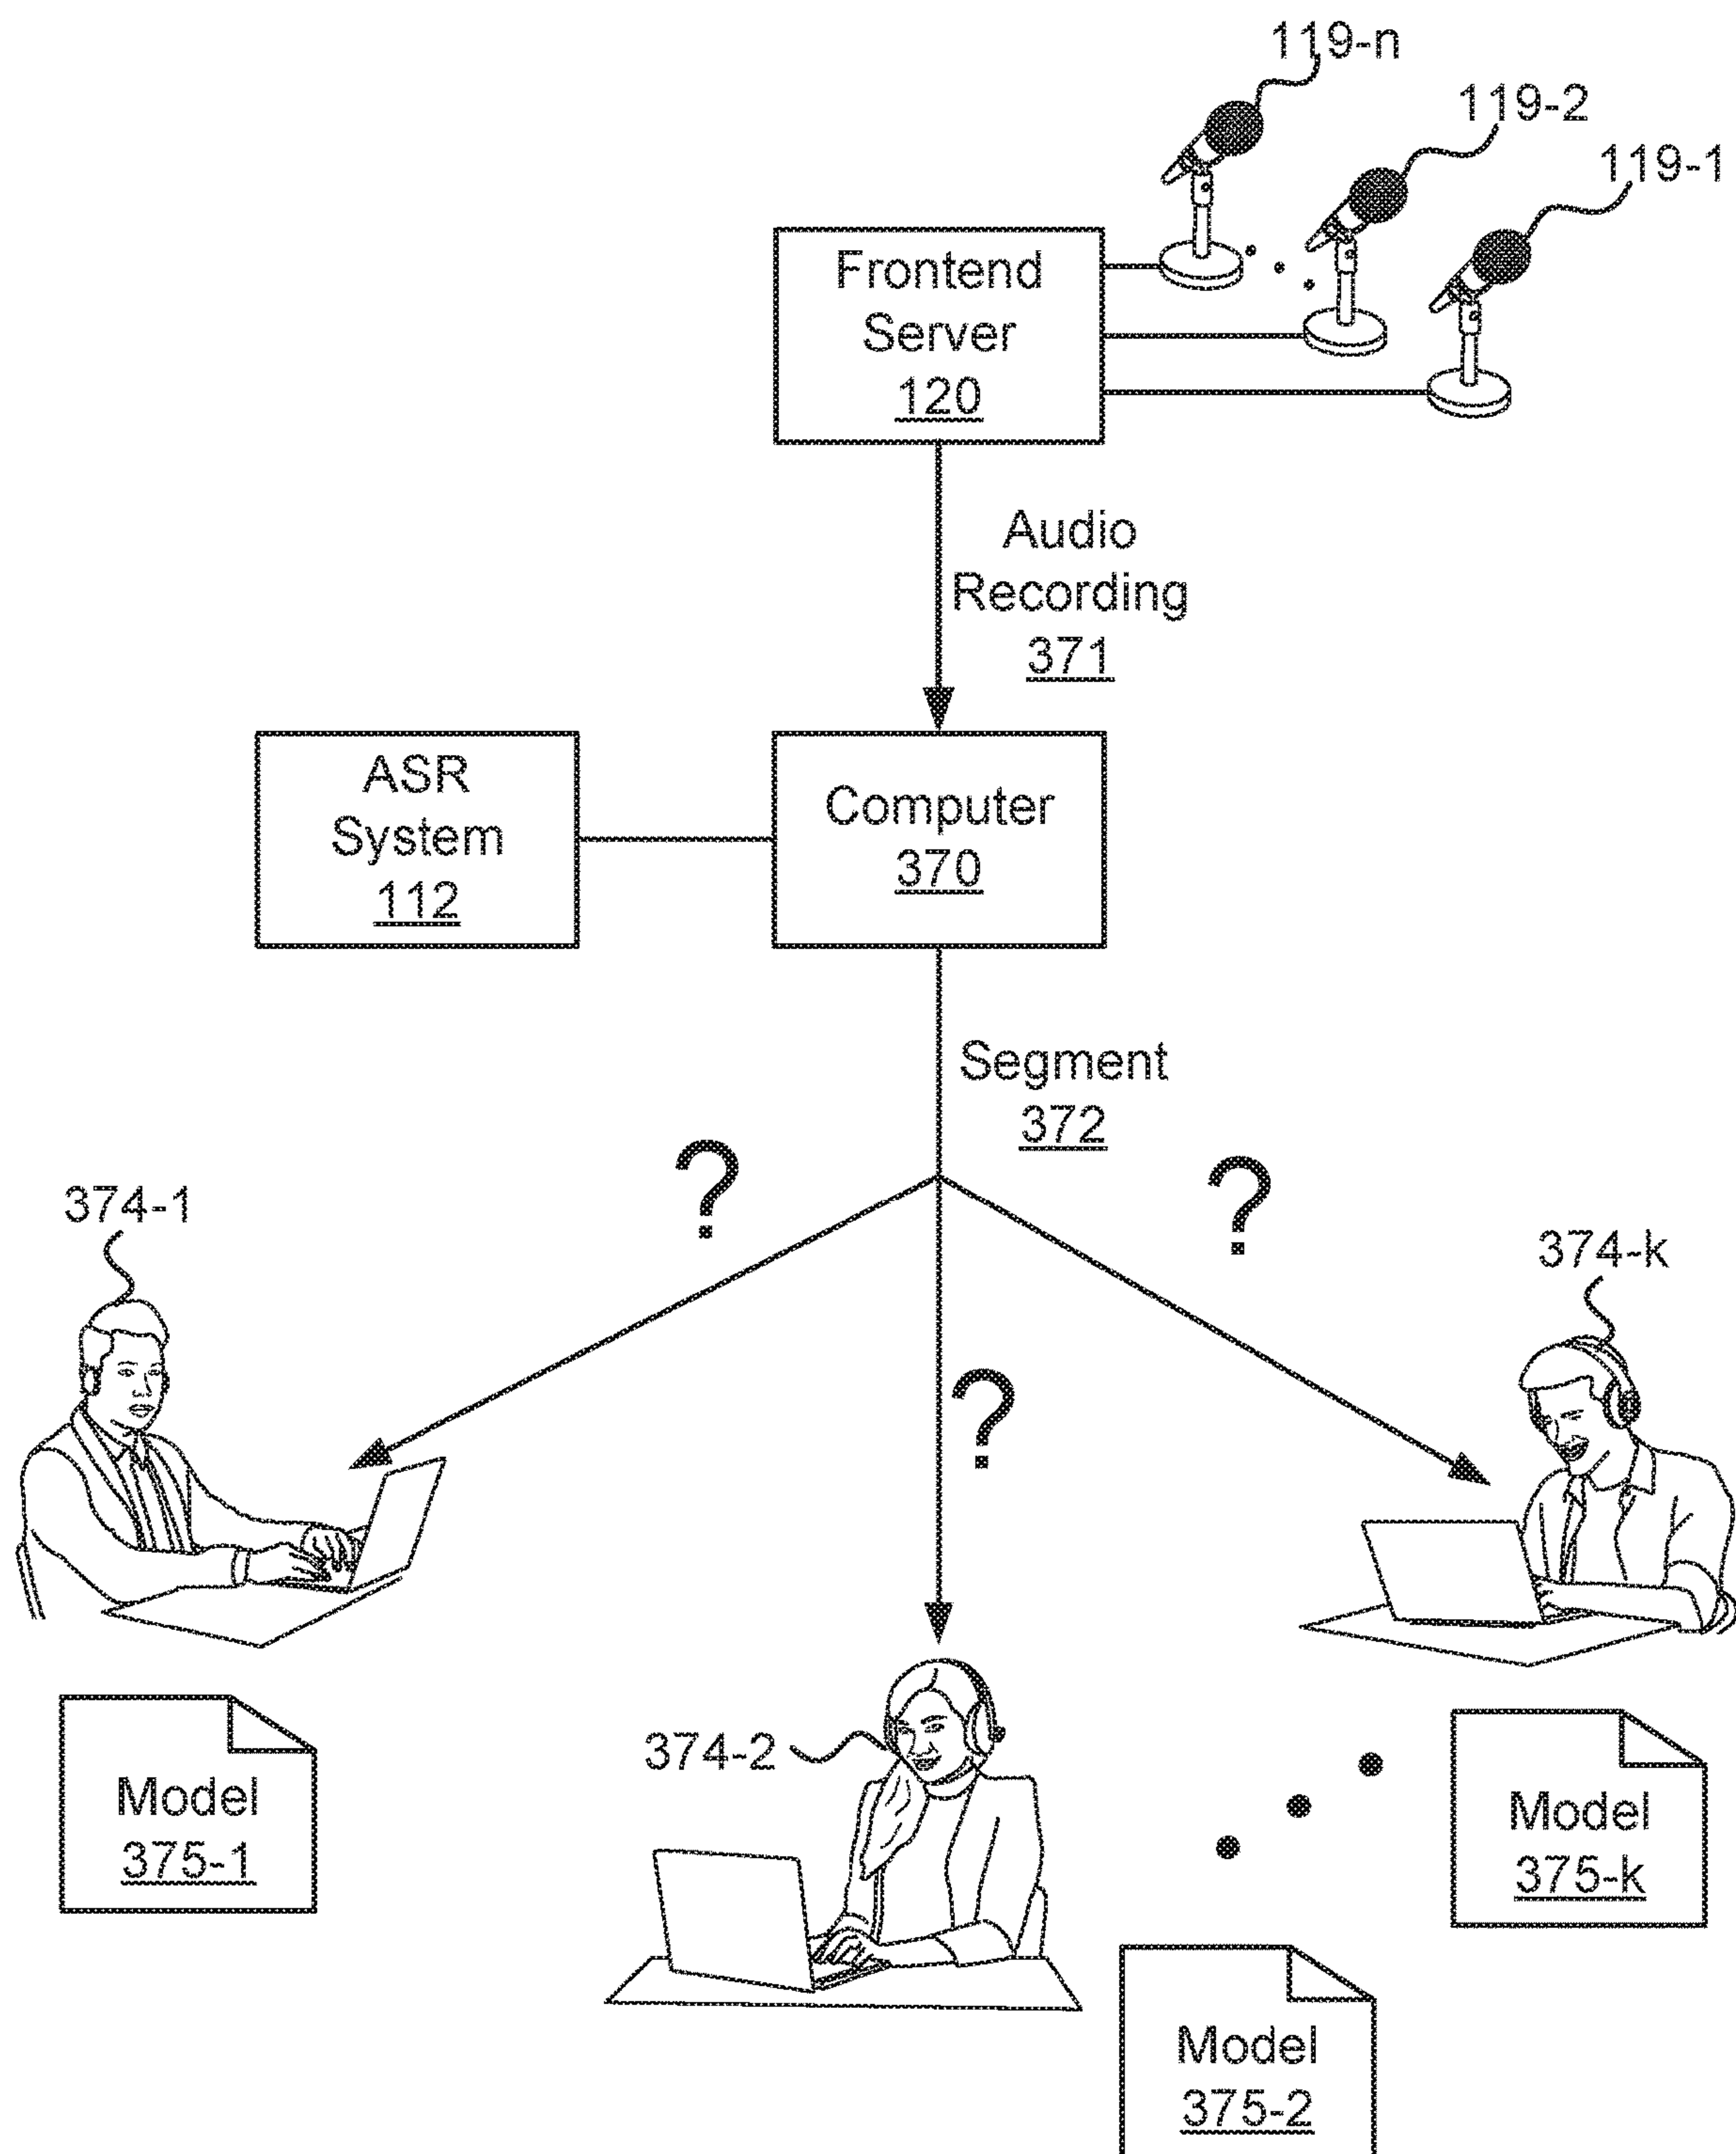 119-n
119-2
119-1
Frontend
Server
120
Audio
Recording
371
ASR
System
112
Computer
370
Segment
372
?
?
374-1
374-k
?
374-2
Model
375-1
Model
375-k
Model
375-2